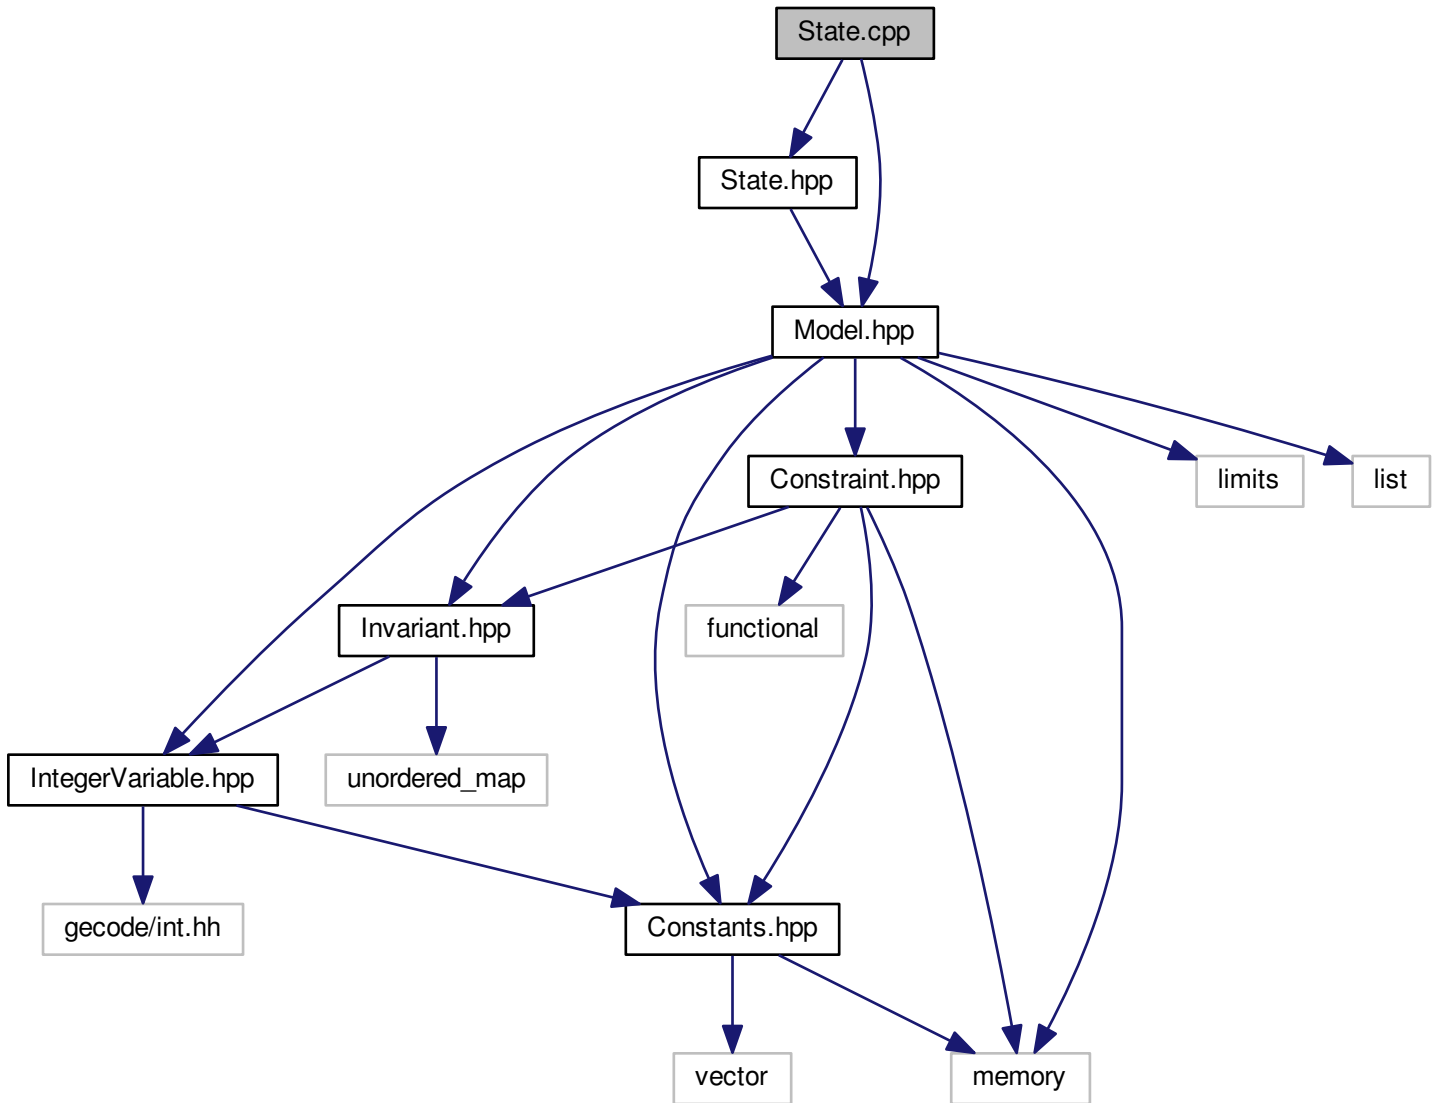 State.cpp
State.hpp
Model.hpp
Constraint.hpp
limits
list
Invariant.hpp
functional
IntegerVariable.hpp
unordered_map
gecode/int.hh
Constants.hpp
vector
memory